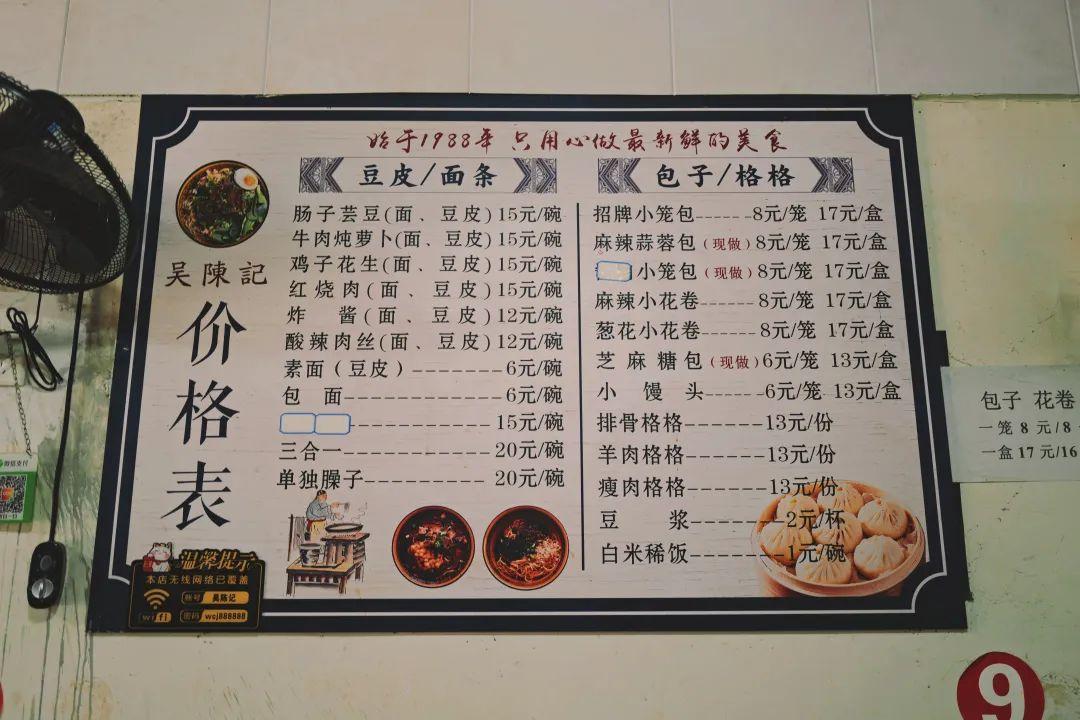 始于1988年 只用心做最新鲜的美食
吴陳記
价格表
豆皮/面条
肠子芸豆(面、豆皮)15元/碗
牛肉炖萝卜(面、豆皮)15元/碗
鸡子花生(面、豆皮)15元/碗
红烧肉(面、豆皮)15元/碗
炸酱(面、豆皮)12元/碗
酸辣肉丝(面、豆皮)12元/碗
素面(豆皮)--------6元/碗
包面--------------6元/碗
-------------15元/碗
三合一-------------20元/碗
单独臊子-----------20元/碗
包子/格格
招牌小笼包------8元/笼 17元/盒
麻辣蒜蓉包(现做)8元/笼 17元/盒
小笼包(现做)8元/笼 17元/盒
麻辣小花卷------8元/笼 17元/盒
葱花小花卷------8元/笼 17元/盒
芝麻糖包(现做)6元/笼 13元/盒
小馒头------6元/笼 13元/盒
排骨格格--------13元/份
羊肉格格--------13元/份
瘦肉格格--------13元/份
豆浆---------2元/杯
白米稀饭---------1元/碗
温馨提示
本店无线网络已覆盖
WiFi
账号 吴陈记
密码 wcj888888
包子 花卷
一笼 8 元/8
一盒 17 元/16
微信支付
9